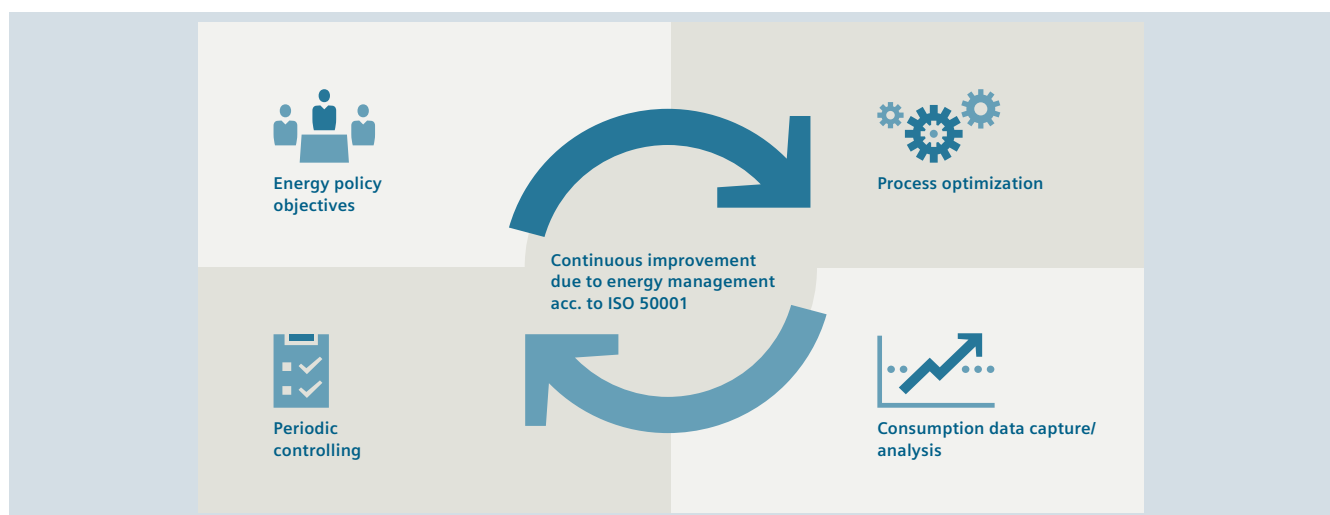 Energy policy
objectives
Process optimization
Continuous improvement
due to energy management
acc. to ISO 50001
Periodic
controlling
Consumption data capture/
analysis